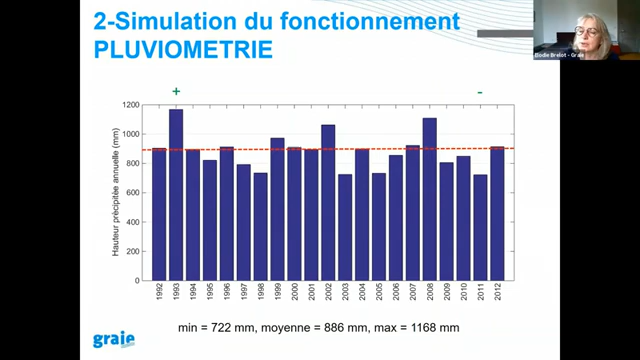 2-Simulation du fonctionnement
PLUVIOMETRIE
Elodie Brelot - Graie
+
-
Hauteur précipitée annuelle (mm)
1200
1000
800
600
400
200
0
1992 1993 1994 1995 1996 1997 1998 1999 2000 2001 2002 2003 2004 2005 2006 2007 2008 2009 2010 2011 2012
min = 722 mm, moyenne = 886 mm, max = 1168 mm
graie